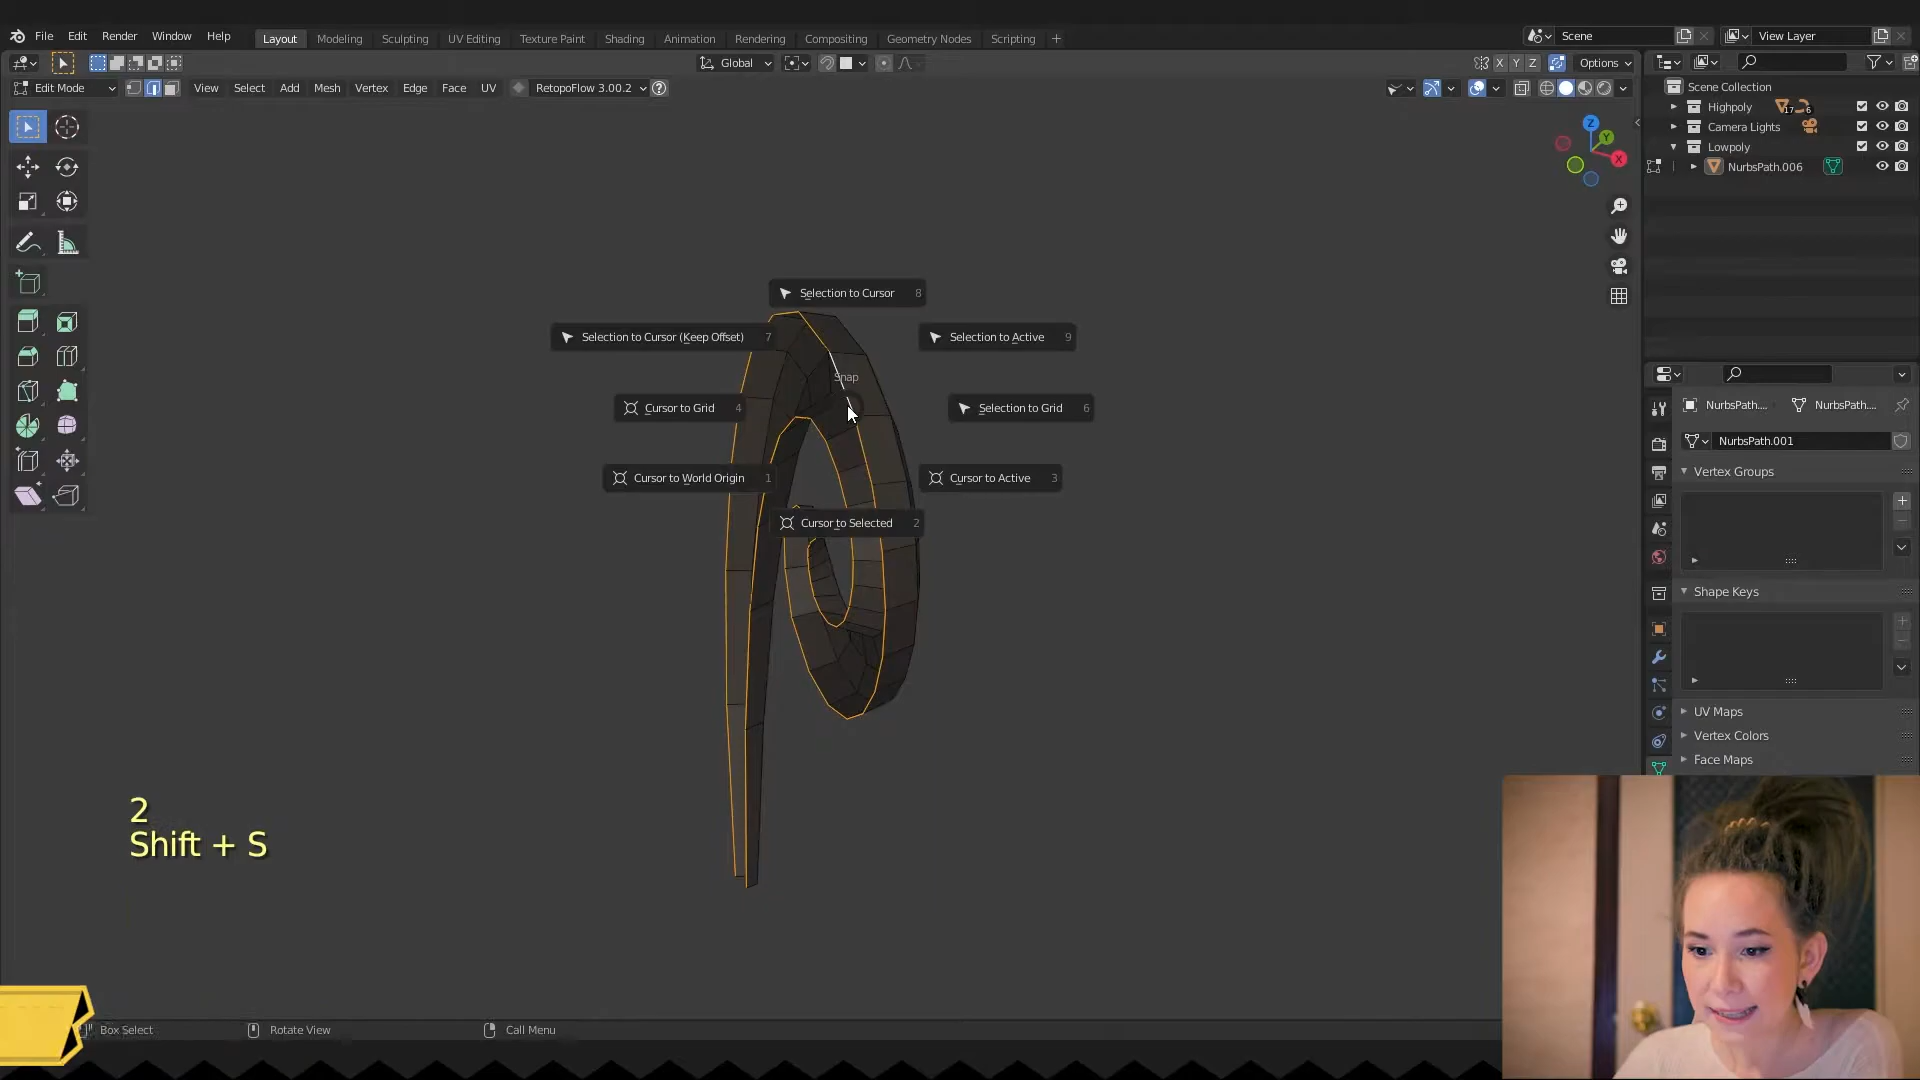 File Edit Render Window Help Layout Modeling Sculpting UV Editing Texture Paint Shading Animation Rendering Compositing Geometry Nodes Scripting +
Scene
View Layer
Global
X Y Z
Options
Edit Mode
View Select Add Mesh Vertex Edge Face UV
RetopoFlow 3.00.2
Scene Collection
Highpoly
17
6
Camera Lights
Lowpoly
NurbsPath.006
Z
Y
X
Selection to Cursor 8
Selection to Cursor (Keep Offset) 7
Selection to Active 9
Snap
Cursor to Grid 4
Selection to Grid 6
Cursor to World Origin 1
Cursor to Active 3
Cursor to Selected 2
NurbsPath....
NurbsPath....
NurbsPath.001
Vertex Groups
Shape Keys
UV Maps
Vertex Colors
Face Maps
2
Shift + S
Box Select
Rotate View
Call Menu